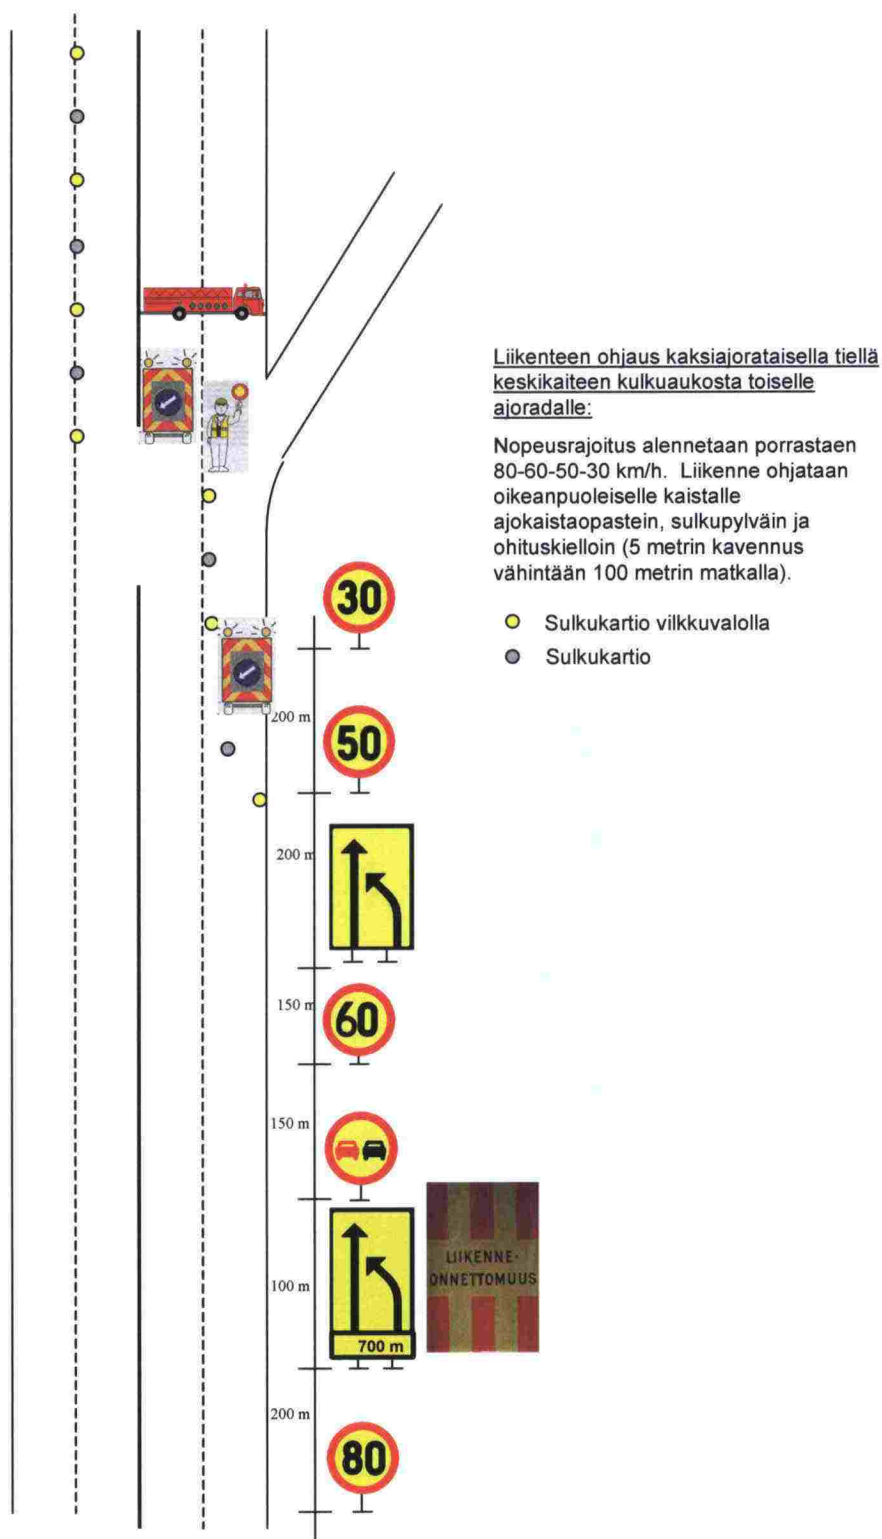 Liikenteen ohjaus kaksiajorataisella tiellä
keskikaiteen kulkuaukosta toiselle
ajoradalle:
Nopeusrajoitus alennetaan porrastaen
80-60-50-30 km/h. Liikenne ohjataan
oikeanpuoleiselle kaistalle
ajokaistaopastein, sulkupylväin ja
ohituskielloin (5 metrin kavennus
vähintään 100 metrin matkalla).
Sulkukartio vilkkuvalolla
Sulkukartio
30
200 m
50
200 m
150 m
60
150 m
LIIKENNE-
ONNETTOMUUS
100 m
700 m
200 m
80